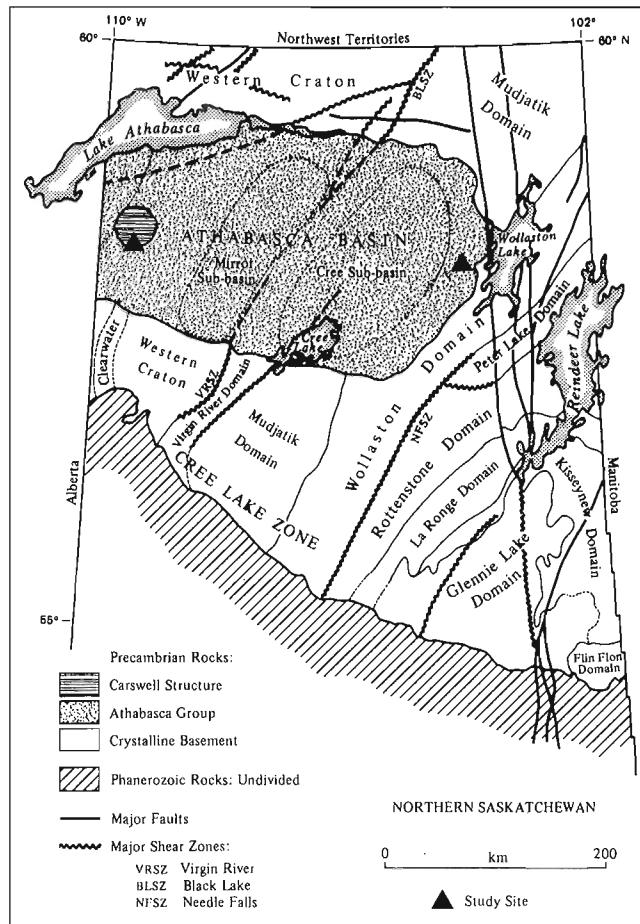 110° W
102°
60°
Northwest Territories
60° N
Western Craton
BLSZ
Mudjatik
Domain
Lake Athabasca
Wollaston
Lake
ATHABASCA BASIN
Mirror
Sub-basin
Cree Sub-basin
Cree
Lake
Peter Lake Domain
Reindeer Lake
Clearwater
Western
Craton
VRSZ
Virgin River Domain
Mudjatik
Domain
Wollaston Domain
NFSZ
CREE LAKE ZONE
Rottenstone Domain
La Ronge Domain
Kisseynew Domain
Manitoba
Alberta
Glennie Lake
Domain
55°
Flin Flon
Domain
Precambrian Rocks:
Carswell Structure
Athabasca Group
Crystalline Basement
Phanerozoic Rocks: Undivided
Major Faults
Major Shear Zones:
VRSZ Virgin River
BLSZ Black Lake
NFSZ Needle Falls
NORTHERN SASKATCHEWAN
0 200
km
Study Site